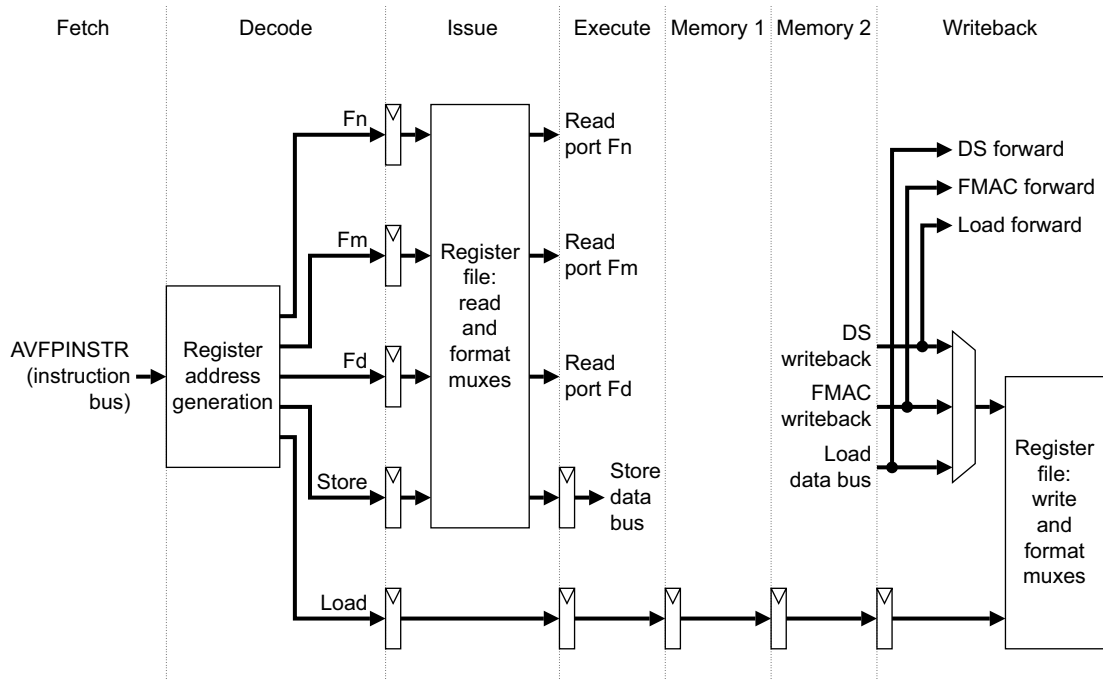 Fetch
Decode
Issue
Execute
Memory 1
Memory 2
Writeback
Fn
Fm
Fd
Store
Load
AVFPINSTR
(instruction
bus)
Register
address
generation
Register
file:
read
and
format
muxes
Read
port Fn
Read
port Fm
Read
port Fd
Store
data
bus
DS forward
FMAC forward
Load forward
DS
writeback
FMAC
writeback
Load
data bus
Register
file:
write
and
format
muxes